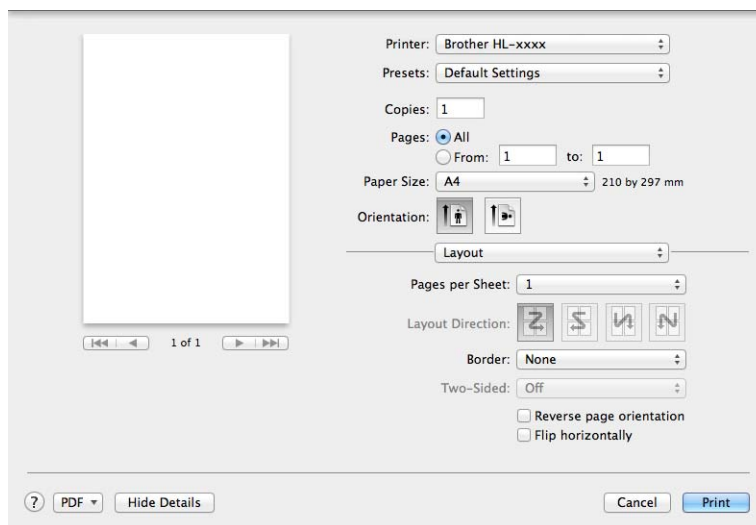 Printer: Brother HL-xxxx
Presets: Default Settings
Copies: 1
Pages: All
From: 1 to: 1
Paper Size: A4 210 by 297 mm
Orientation:
Layout
Pages per Sheet: 1
Layout Direction:
1 of 1
Border: None
Two-Sided: Off
Reverse page orientation
Flip horizontally
? PDF Hide Details Cancel Print